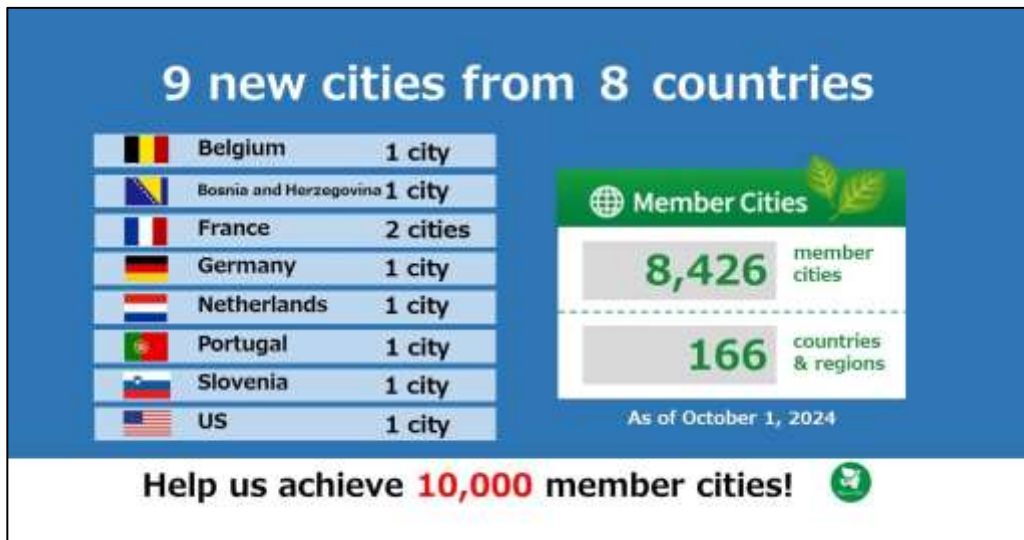 9 new cities from 8 countries
Belgium 1 city
Bosnia and Herzegovina 1 city
France 2 cities
Germany 1 city
Netherlands 1 city
Portugal 1 city
Slovenia 1 city
US 1 city
Member Cities
8,426 member cities
166 countries & regions
As of October 1, 2024
Help us achieve 10,000 member cities!